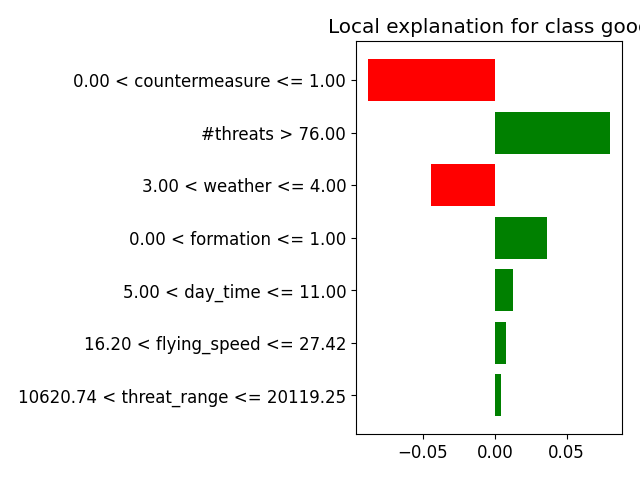 Local explanation for class good
0.00 < countermeasure <= 1.00
#threats > 76.00
3.00 < weather <= 4.00
0.00 < formation <= 1.00
5.00 < day_time <= 11.00
16.20 < flying_speed <= 27.42
10620.74 < threat_range <= 20119.25
−0.05 0.00 0.05